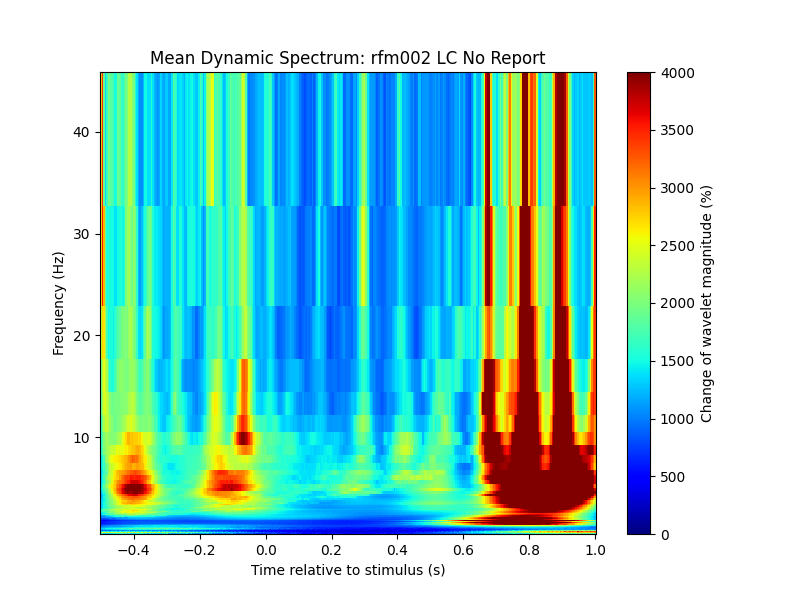 Mean Dynamic Spectrum: rfm002 LC No Report
Frequency (Hz)
40
30
20
10
−0.4 −0.2 0.0 0.2 0.4 0.6 0.8 1.0
Time relative to stimulus (s)
4000
3500
3000
2500
2000
1500
1000
500
0
Change of wavelet magnitude (%)